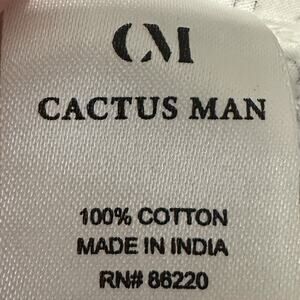 CM
CACTUS MAN
100% COTTON
MADE IN INDIA
RN# 86220